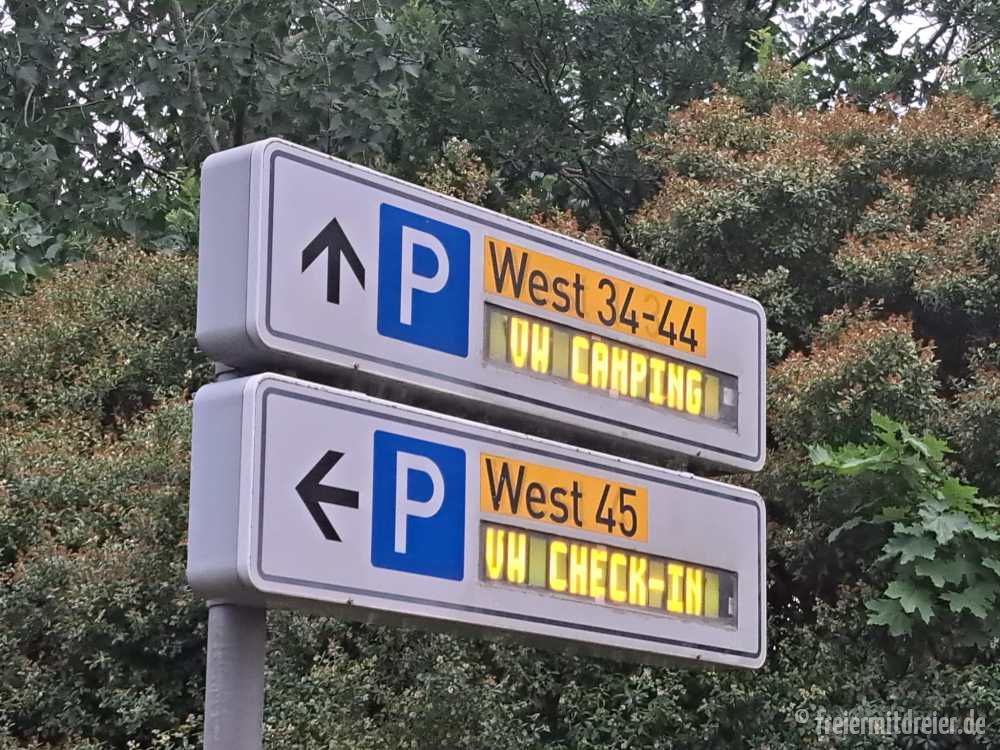 P West 34-44
VW CAMPING
P West 45
VW CHECK-IN
© freiermitdreier.de